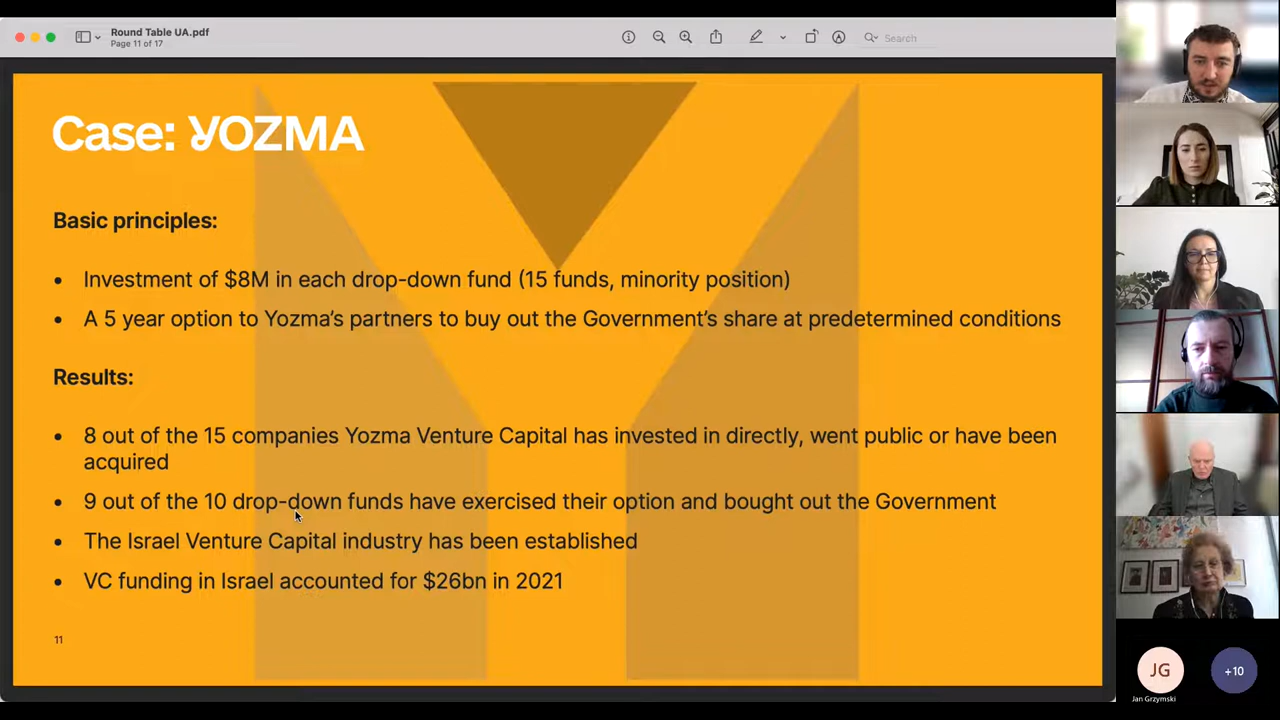 Round Table UA.pdf
Page 11 of 17
Search
Case: YOZMA
Basic principles:
• Investment of $8M in each drop-down fund (15 funds, minority position)
• A 5 year option to Yozma’s partners to buy out the Government’s share at predetermined conditions
Results:
• 8 out of the 15 companies Yozma Venture Capital has invested in directly, went public or have been
acquired
• 9 out of the 10 drop-down funds have exercised their option and bought out the Government
• The Israel Venture Capital industry has been established
• VC funding in Israel accounted for $26bn in 2021
11
JG
+10
Jan Grzymski